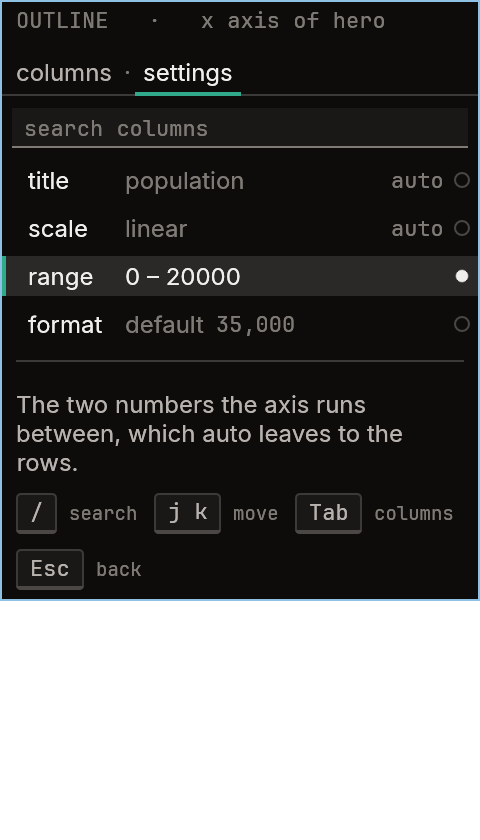 OUTLINE · x axis of hero
columns · settings
search columns
title population auto
scale linear auto
range 0 – 20000
format default 35,000
The two numbers the axis runs
between, which auto leaves to the
rows.
/ search j k move Tab columns
Esc back